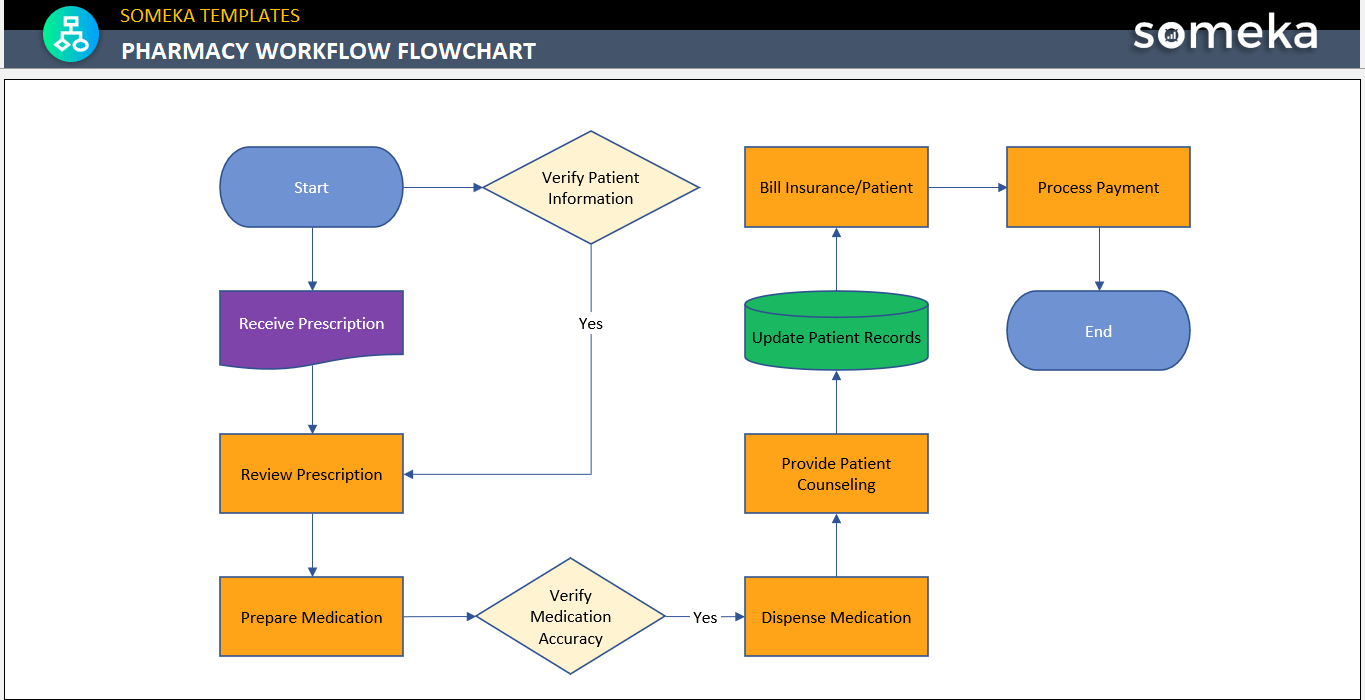 SOMEKA TEMPLATES
PHARMACY WORKFLOW FLOWCHART
someka
Start
Verify Patient
Information
Bill Insurance/Patient
Process Payment
Receive Prescription
Yes
Update Patient Records
End
Review Prescription
Provide Patient
Counseling
Prepare Medication
Verify
Medication
Accuracy
Yes
Dispense Medication